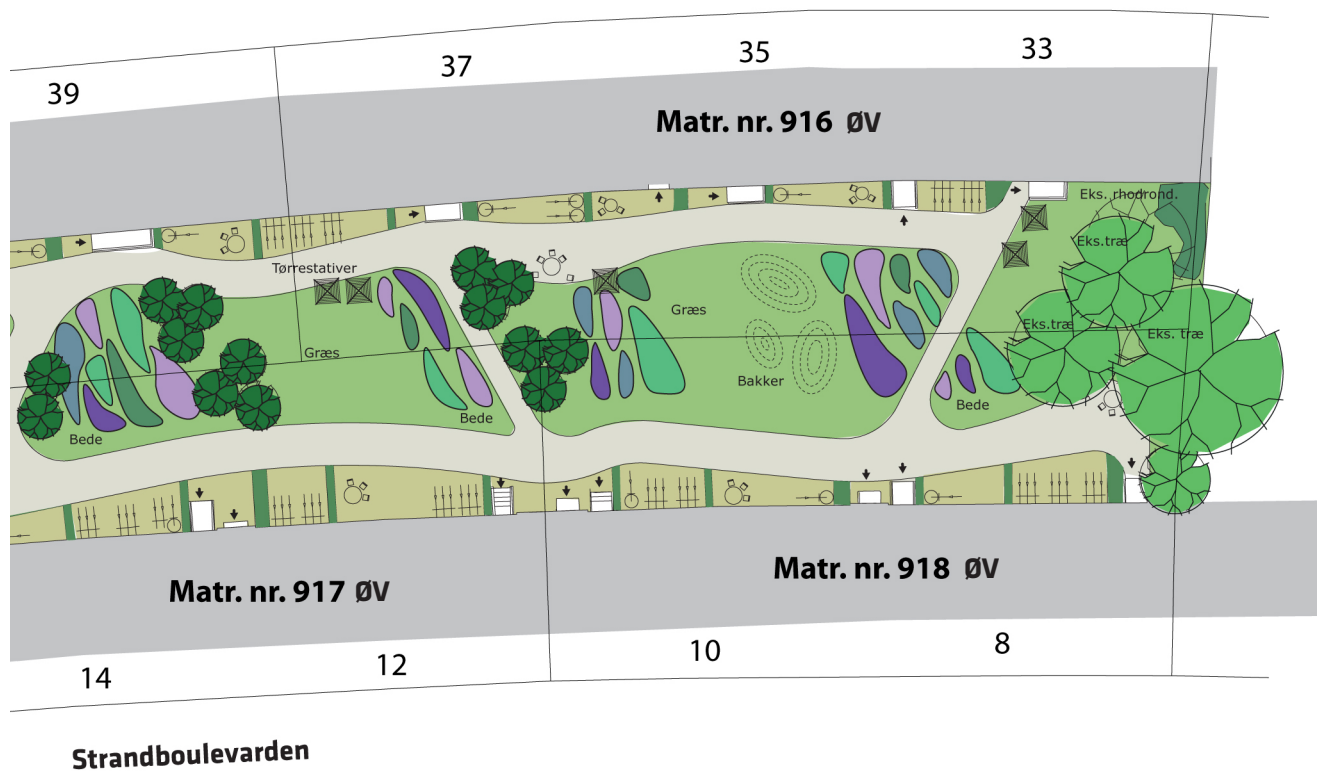 39
37
35
33
Matr. nr. 916 ØV
Eks. rhodrond.
Eks.træ
Tørrestativer
Græs
Eks.træ
Eks. træ
Græs
Bakker
Bede
Bede
Bede
Matr. nr. 917 ØV
Matr. nr. 918 ØV
14
12
10
8
Strandboulevarden